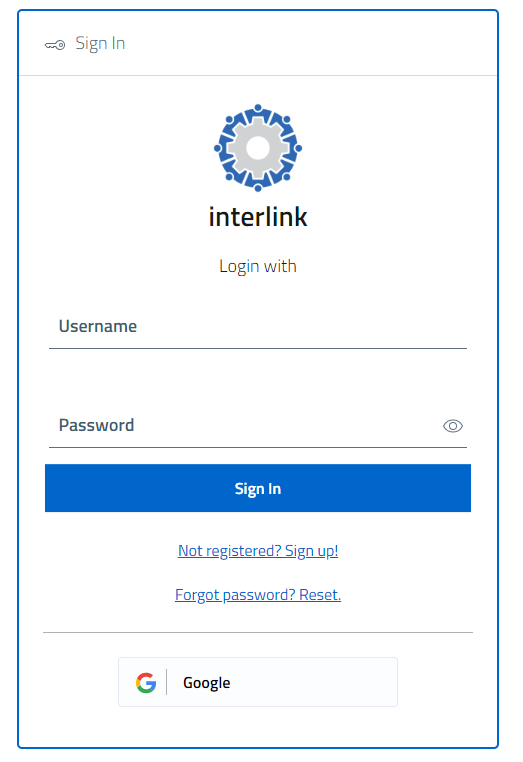 Sign In
interlink
Login with
Username
Password
Sign In
Not registered? Sign up!
Forgot password? Reset.
Google